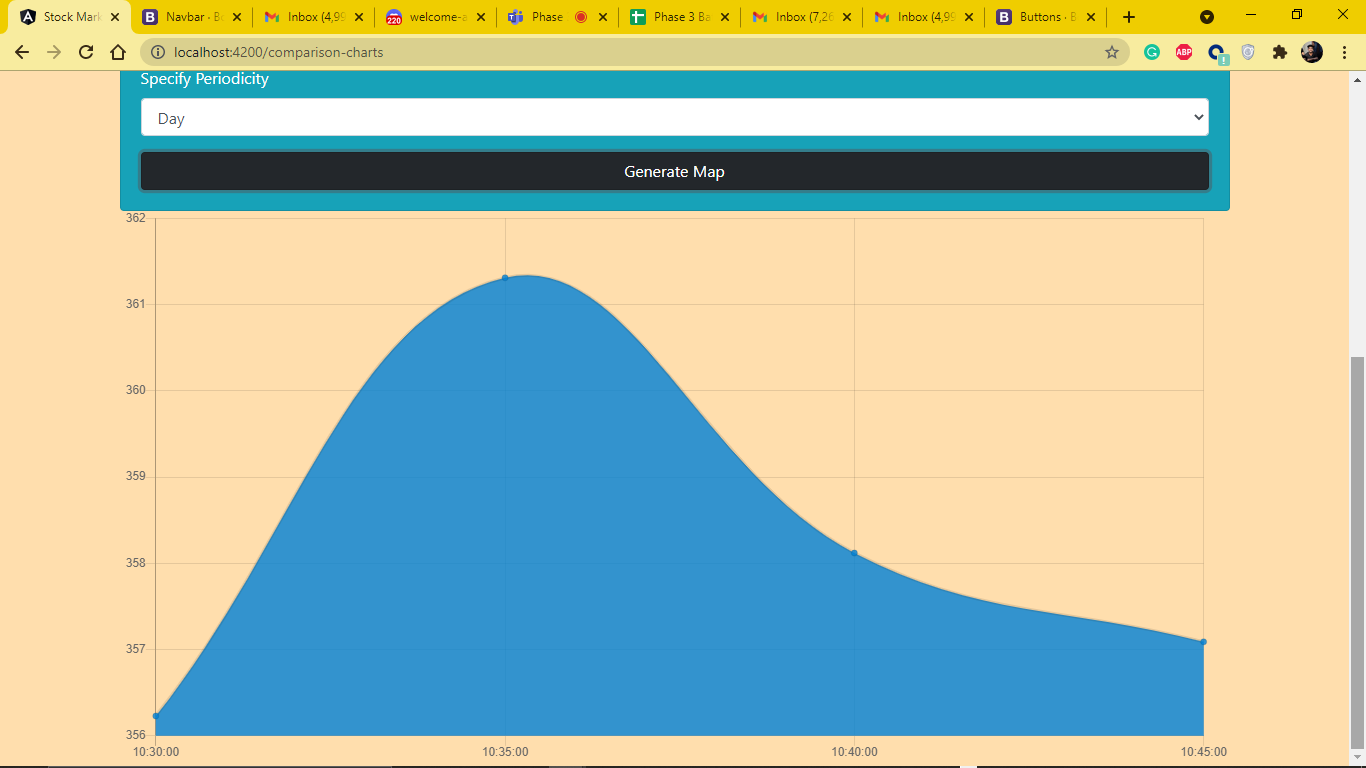 Stock Mark
Navbar · Bo
Inbox (4,99
220
welcome-a
Phase
Phase 3 Ba
Inbox (7,26
Inbox (4,99
Buttons · B
localhost:4200/comparison-charts
ABP
Specify Periodicity
Day
Generate Map
362
361
360
359
358
357
356
10:30:00
10:35:00
10:40:00
10:45:00